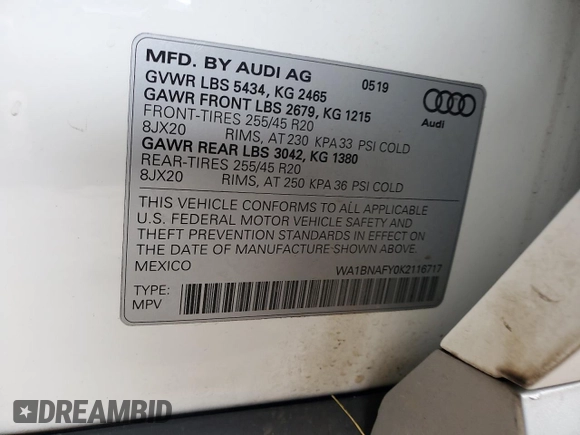 MFD. BY AUDI AG 0519
GVWR LBS 5434, KG 2465
GAWR FRONT LBS 2679, KG 1215
FRONT-TIRES 255/45 R20
8JX20 RIMS, AT 230 KPA 33 PSI COLD
GAWR REAR LBS 3042, KG 1380
REAR-TIRES 255/45 R20
8JX20 RIMS, AT 250 KPA 36 PSI COLD
Audi
THIS VEHICLE CONFORMS TO ALL APPLICABLE
U.S. FEDERAL MOTOR VEHICLE SAFETY AND
THEFT PREVENTION STANDARDS IN EFFECT ON
THE DATE OF MANUFACTURE SHOWN ABOVE
MEXICO WA1BNAFY0K2116717
TYPE:
MPV
DREAMBID